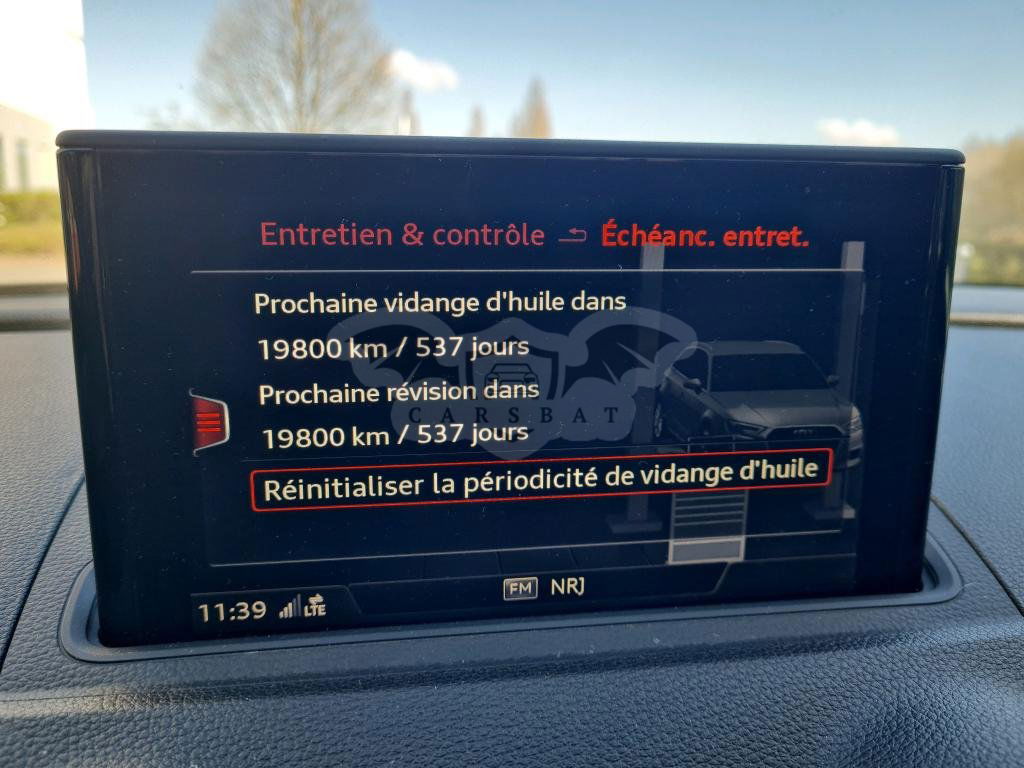 Entretien & contrôle Échéanc. entret.
Prochaine vidange d'huile dans
19800 km / 537 jours
Prochaine révision dans
19800 km / 537 jours
CARSBAT
Réinitialiser la périodicité de vidange d'huile
FM NRJ
11:39 LTE